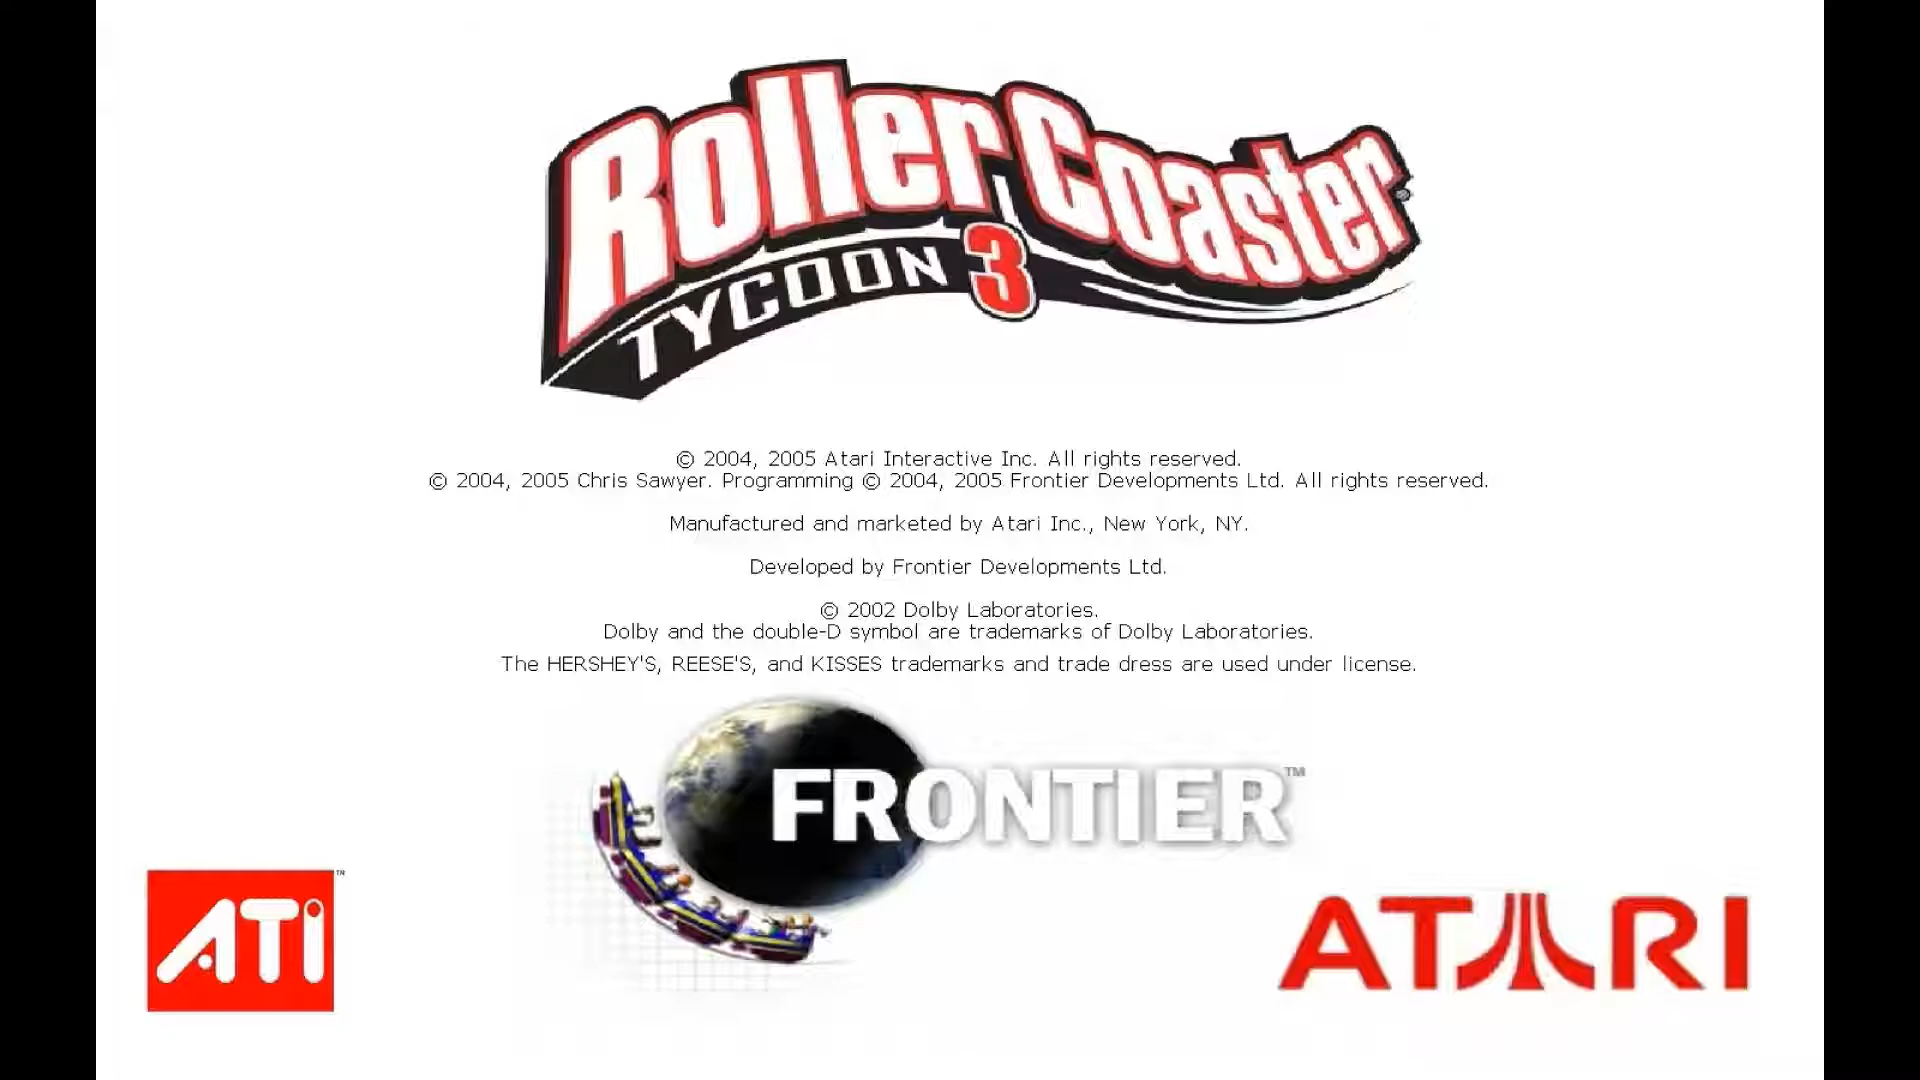 RollerCoaster®
TYCOON 3
© 2004, 2005 Atari Interactive Inc. All rights reserved.
© 2004, 2005 Chris Sawyer. Programming © 2004, 2005 Frontier Developments Ltd. All rights reserved.
Manufactured and marketed by Atari Inc., New York, NY.
Developed by Frontier Developments Ltd.
© 2002 Dolby Laboratories.
Dolby and the double-D symbol are trademarks of Dolby Laboratories.
The HERSHEY'S, REESE'S, and KISSES trademarks and trade dress are used under license.
FRONTIER™
ATI™
ATARI